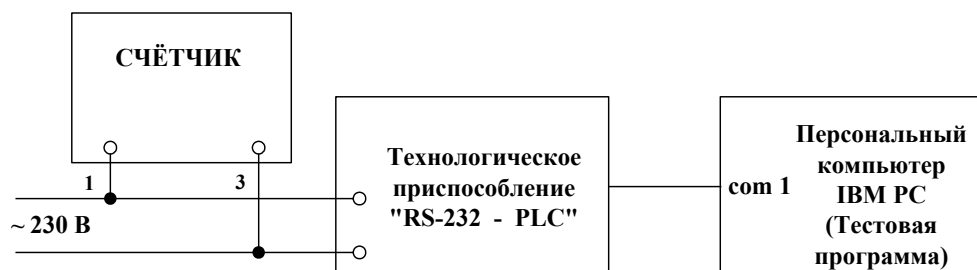 СЧЁТЧИК
1
3
~ 230 В
Технологическое
приспособление
"RS-232 - PLC"
com 1
Персональный
компьютер
IBM PC
(Тестовая
программа)